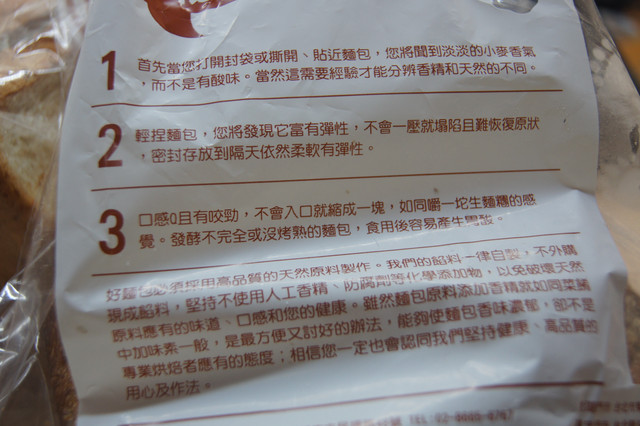 1
首先當您打開封袋或撕開、貼近麵包，您將聞到淡淡的小麥香氣
，而不是有酸味。當然這需要經驗才能分辨香精和天然的不同。
2
輕捏麵包，您將發現它富有彈性，不會一壓就塌陷且難恢復原狀
，密封存放到隔天依然柔軟有彈性。
3
口感Q且有咬勁，不會入口就縮成一塊，如同嚼一坨生麵糰的感
覺。發酵不完全或沒烤熟的麵包，食用後容易產生胃酸。
好麵包必須採用高品質的天然原料製作。我們的餡料一律自製，不外購
現成餡料，堅持不使用人工香精、防腐劑等化學添加物，以免破壞天然
原料應有的味道、口感和您的健康。雖然麵包原料添加香精就如同菜餚
中加味素一般，是最方便又討好的辦法，能夠使麵包香味濃郁，卻不是
專業烘焙者應有的態度；相信您一定也會認同我們堅持健康、高品質的
用心及作法。